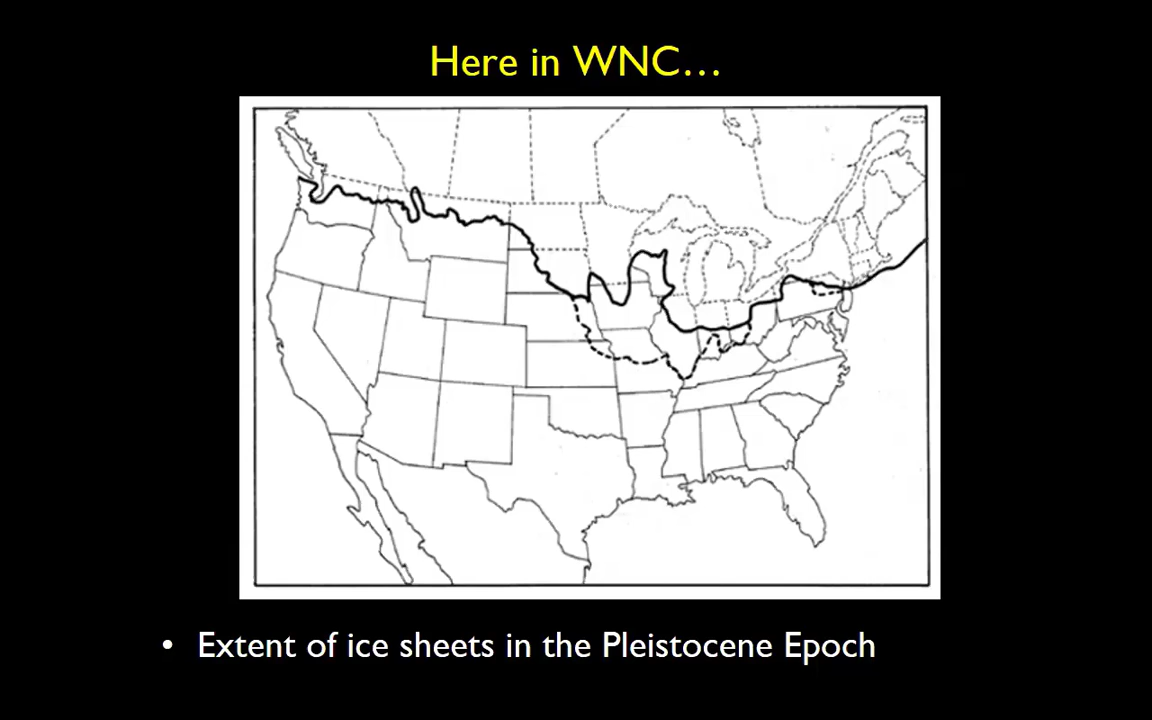 Here in WNC…
• Extent of ice sheets in the Pleistocene Epoch